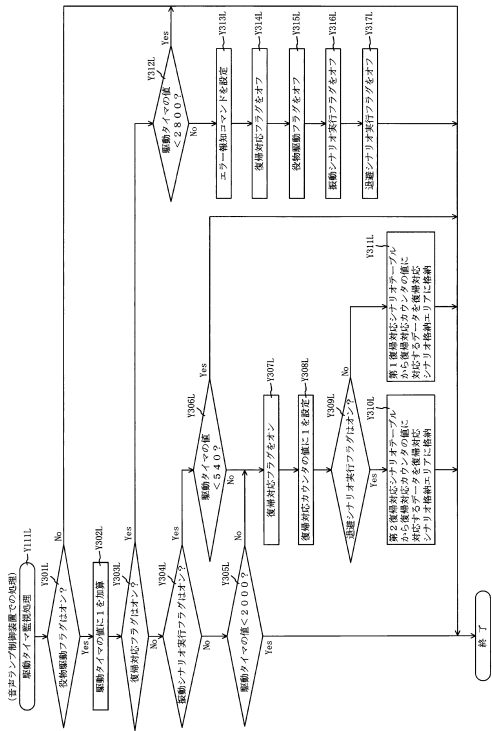 (音声ランプ制御装置での処理)
駆動タイマ監視処理
Y111L
役物駆動フラグはオン?
Y301L
No
Yes
駆動タイマの値に1を加算
Y302L
復帰対応フラグはオン?
Y303L
Yes
No
振動シナリオ実行フラグはオン?
Y304L
Yes
No
駆動タイマの値<2000?
Y305L
No
Yes
駆動タイマの値
<540?
Y306L
Yes
No
復帰対応フラグをオン
Y307L
復帰対応カウンタの値に1を設定
Y308L
退避シナリオ実行フラグはオン?
Y309L
No
Yes
第2復帰対応シナリオテーブル
から復帰対応カウンタの値に
対応するデータを復帰対応
シナリオ格納エリアに格納
Y310L
第1復帰対応シナリオテーブル
から復帰対応カウンタの値に
対応するデータを復帰対応
シナリオ格納エリアに格納
Y311L
駆動タイマの値
<2800?
Y312L
Yes
No
エラー報知コマンドを設定
Y313L
復帰対応フラグをオフ
Y314L
役物駆動フラグをオフ
Y315L
振動シナリオ実行フラグをオフ
Y316L
退避シナリオ実行フラグをオフ
Y317L
終了